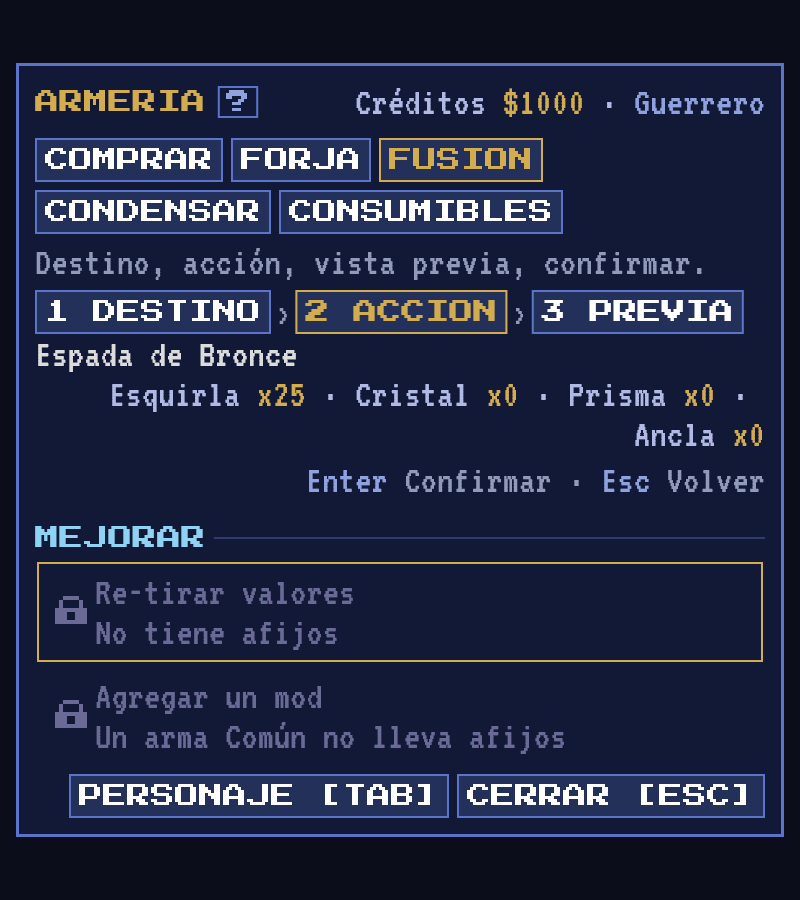 ARMERIA ? Créditos $1000 · Guerrero
COMPRAR FORJA FUSION
CONDENSAR CONSUMIBLES
Destino, acción, vista previa, confirmar.
1 DESTINO › 2 ACCION › 3 PREVIA
Espada de Bronce
Esquirla x25 · Cristal x0 · Prisma x0 ·
Ancla x0
Enter Confirmar · Esc Volver
MEJORAR
Re-tirar valores
No tiene afijos
Agregar un mod
Un arma Común no lleva afijos
PERSONAJE [TAB] CERRAR [ESC]